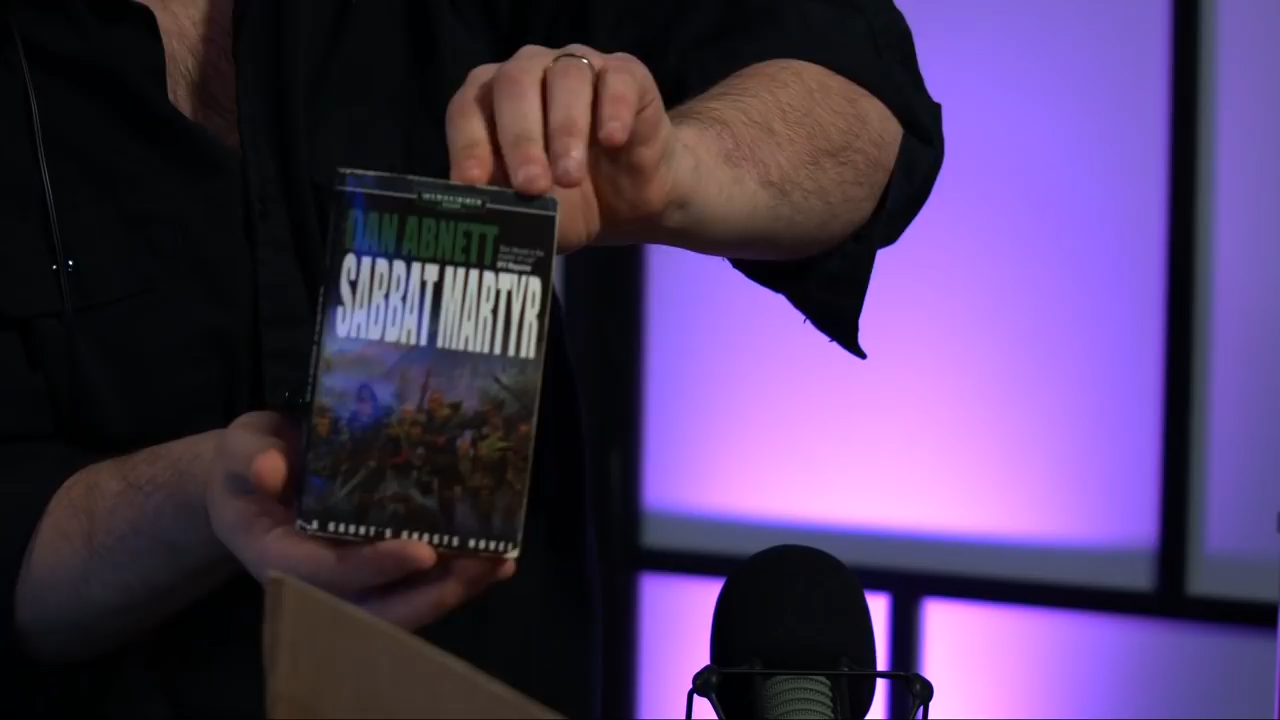 WARHAMMER
DAN ABNETT
SABBAT MARTYR
A GAUNT'S GHOSTS NOVEL